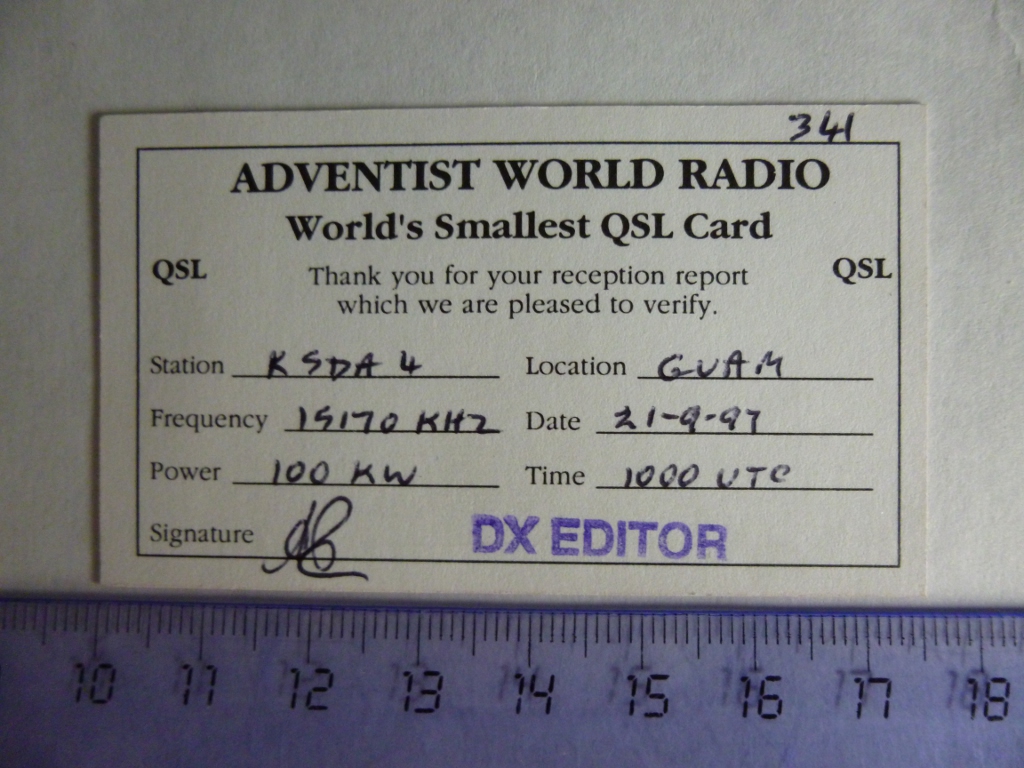 341
ADVENTIST WORLD RADIO
World's Smallest QSL Card
QSL Thank you for your reception report QSL
which we are pleased to verify.
Station KSDA 4 Location GUAM
Frequency 15170 KHZ Date 21-9-97
Power 100 KW Time 1000 UTC
Signature DX EDITOR
10 11 12 13 14 15 16 17 18